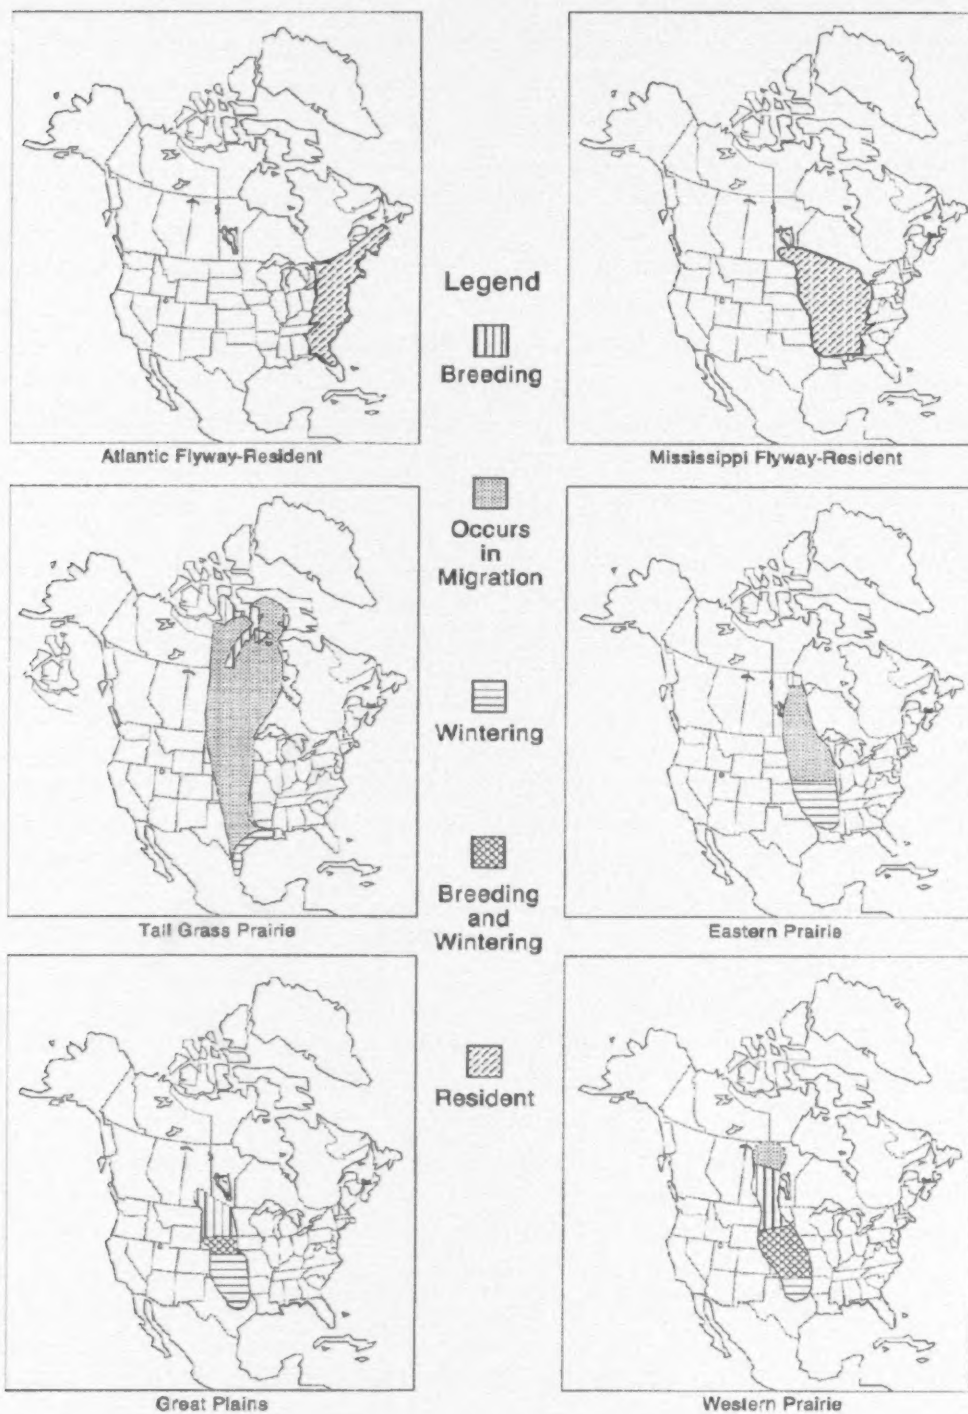 Atlantic Flyway-Resident
Mississippi Flyway-Resident
Legend
Breeding
Occurs
in
Migration
Wintering
Breeding
and
Wintering
Resident
Tall Grass Prairie
Eastern Prairie
Great Plains
Western Prairie